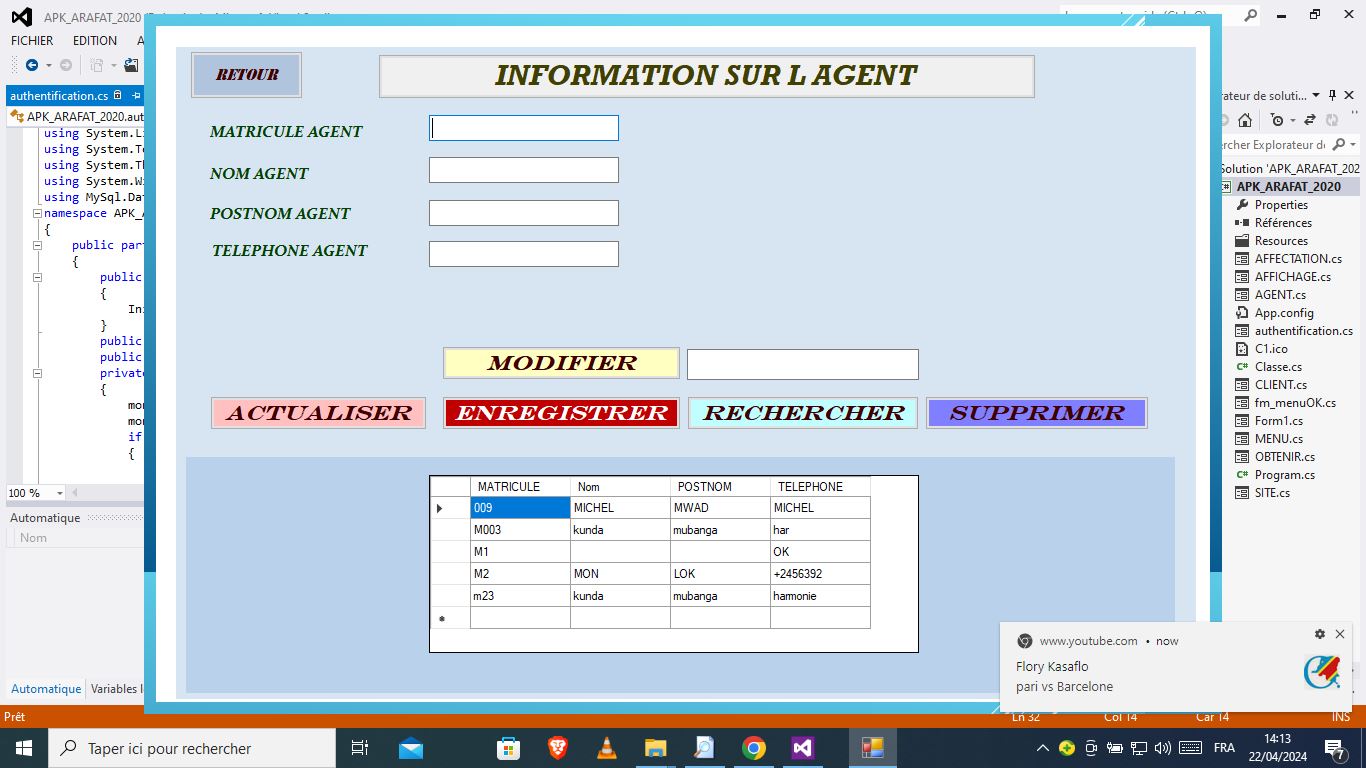 APK_ARAFAT_2020
FICHIER EDITION
authentification.cs
APK_ARAFAT_2020.aut
using System.Li
using System.Te
using System.Th
using System.Wi
using MySql.Dat
namespace APK_A
{
public part
{
public
{
In
}
public
public
private
{
mon
mon
if
{
100 %
Automatique
Nom
Automatique Variables l
Prêt
RETOUR
INFORMATION SUR L AGENT
MATRICULE AGENT
NOM AGENT
POSTNOM AGENT
TELEPHONE AGENT
MODIFIER
ACTUALISER ENREGISTRER RECHERCHER SUPPRIMER
MATRICULE Nom POSTNOM TELEPHONE
009 MICHEL MWAD MICHEL
M003 kunda mubanga har
M1 OK
M2 MON LOK +2456392
m23 kunda mubanga harmonie
rateur de soluti...
rcher Explorateur de
Solution 'APK_ARAFAT_202
APK_ARAFAT_2020
Properties
Références
Resources
AFFECTATION.cs
AFFICHAGE.cs
AGENT.cs
App.config
authentification.cs
C1.ico
Classe.cs
CLIENT.cs
fm_menuOK.cs
Form1.cs
MENU.cs
OBTENIR.cs
Program.cs
SITE.cs
www.youtube.com • now
Flory Kasaflo
pari vs Barcelone
Ln 32 Col 14 Car 14 INS
Taper ici pour rechercher
FRA
14:13
22/04/2024
7